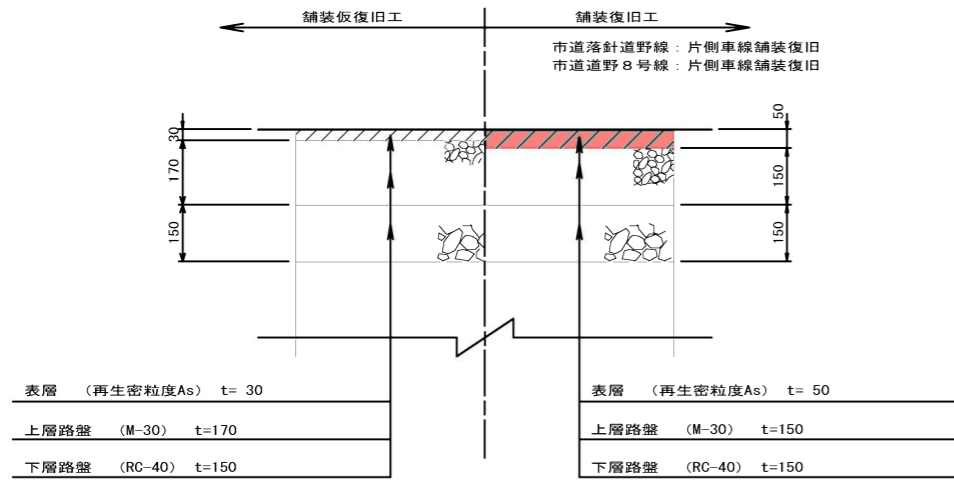 舗装仮復旧工
舗装復旧工
市道落針道野線：片側車線舗装復旧
市道道野８号線：片側車線舗装復旧
30
170
150
50
150
150
表層 （再生密粒度As） t= 30
上層路盤 （M-30） t=170
下層路盤 （RC-40） t=150
表層 （再生密粒度As） t= 50
上層路盤 （M-30） t=150
下層路盤 （RC-40） t=150